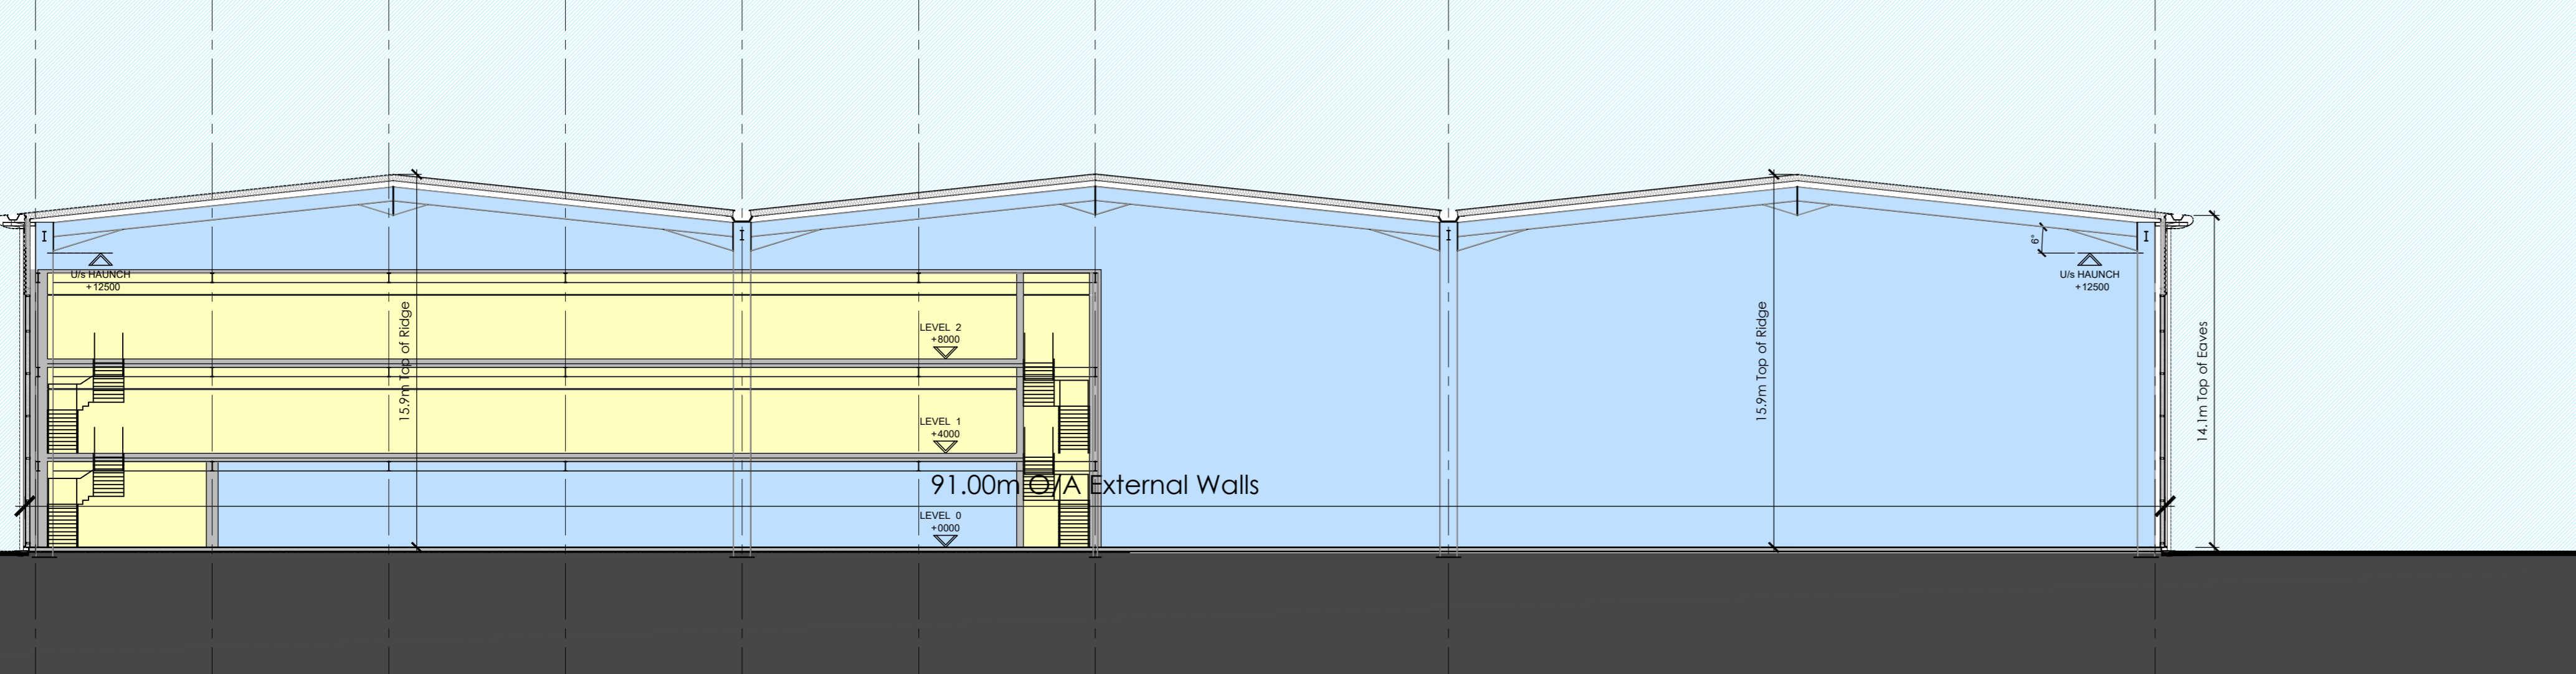 U/s HAUNCH
+12500
15.9m Top of Ridge
LEVEL 2
+8000
LEVEL 1
+4000
91.00m O/A External Walls
LEVEL 0
+0000
15.9m Top of Ridge
6°
U/s HAUNCH
+12500
14.1m Top of Eaves